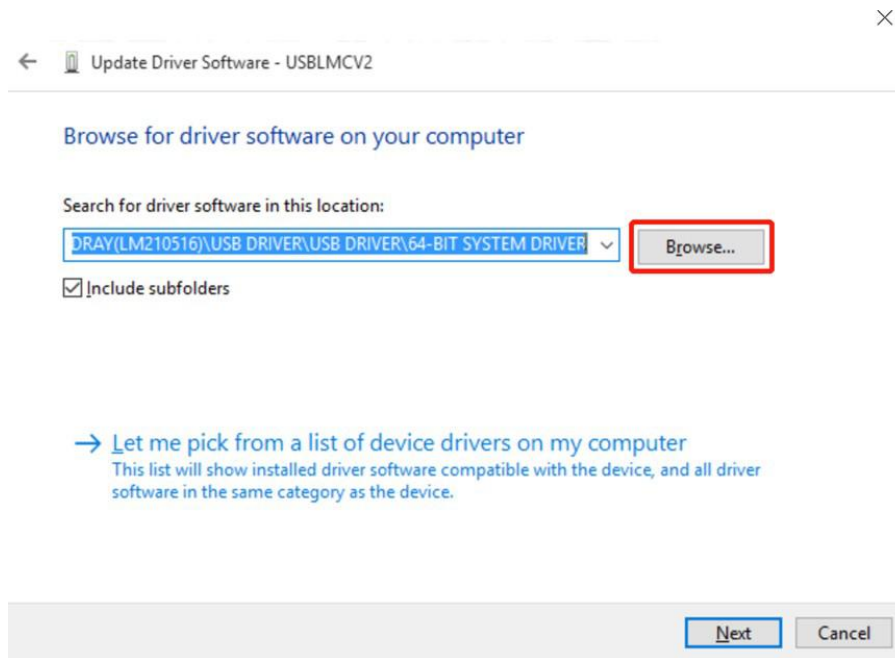 Update Driver Software - USBLMCV2
Browse for driver software on your computer
Search for driver software in this location:
DRAY(LM210516)\USB DRIVER\USB DRIVER\64-BIT SYSTEM DRIVER
Browse...
Include subfolders
Let me pick from a list of device drivers on my computer
This list will show installed driver software compatible with the device, and all driver
software in the same category as the device.
Next
Cancel